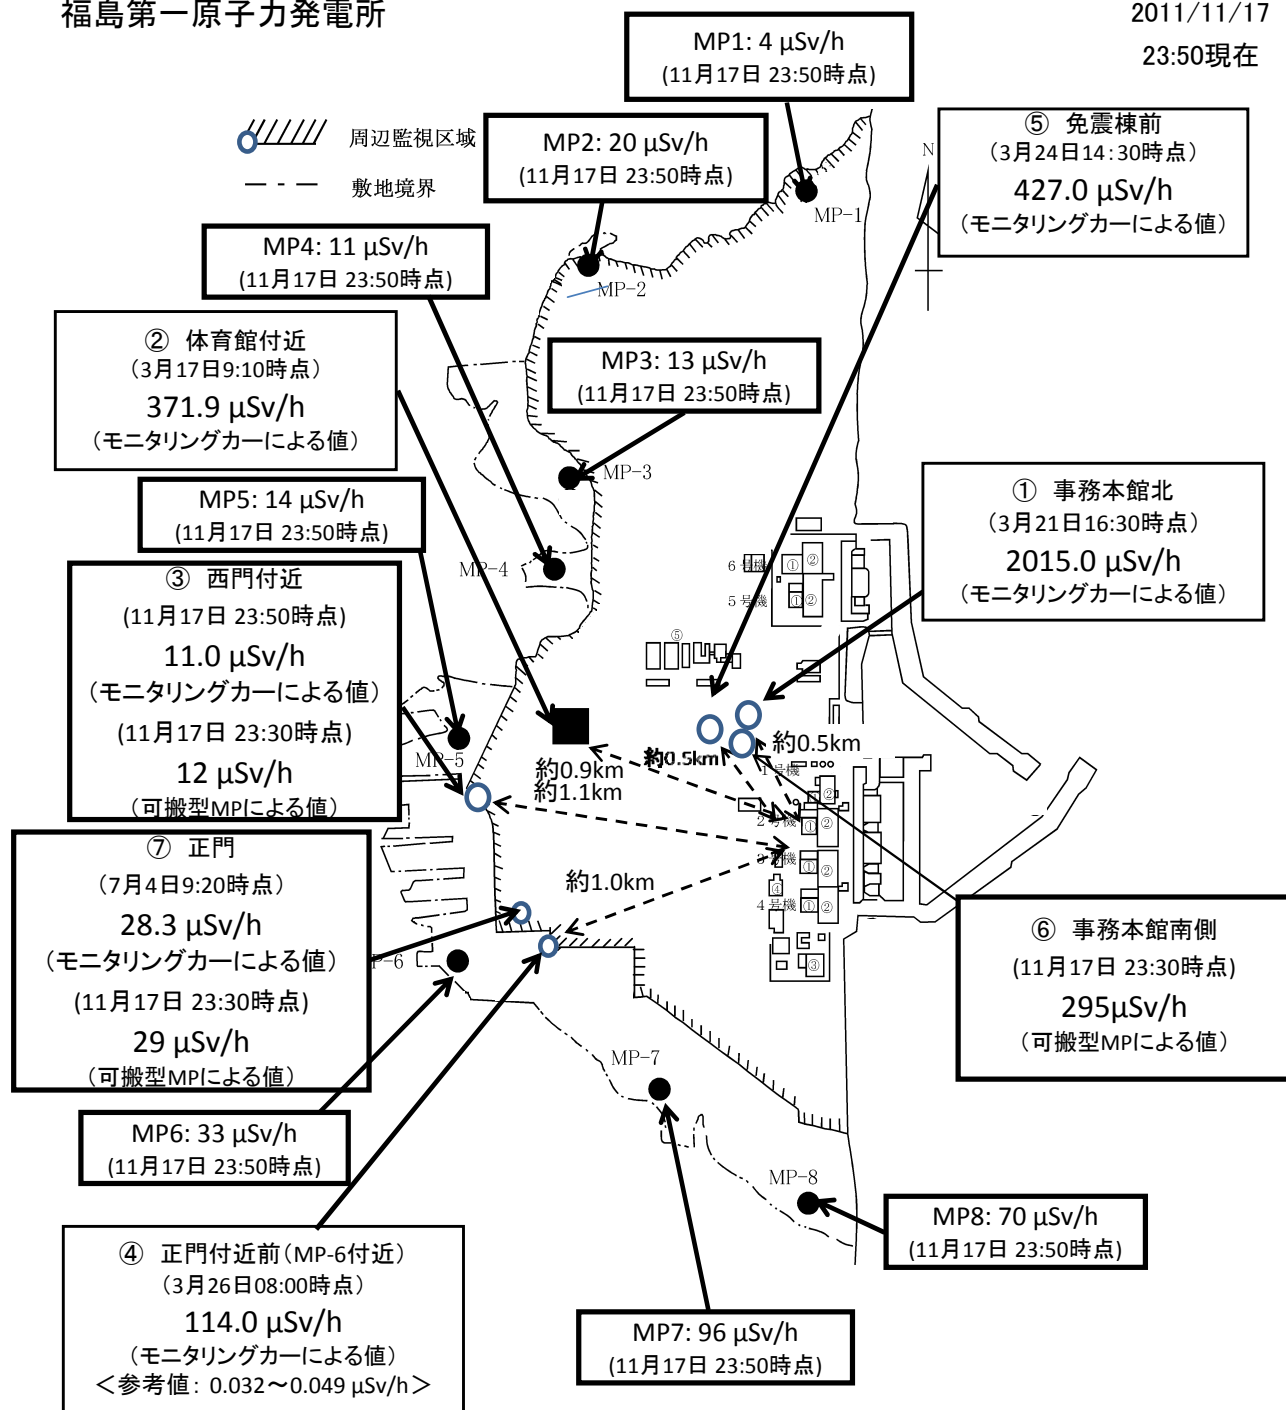 福島第一原子力発電所
2011/11/17
23:50現在
MP1: 4 μSv/h
(11月17日 23:50時点)
周辺監視区域
敷地境界
MP2: 20 μSv/h
(11月17日 23:50時点)
⑤ 免震棟前
(3月24日14:30時点)
427.0 μSv/h
(モニタリングカーによる値)
N
MP-1
MP4: 11 μSv/h
(11月17日 23:50時点)
MP-2
② 体育館付近
(3月17日9:10時点)
371.9 μSv/h
(モニタリングカーによる値)
MP3: 13 μSv/h
(11月17日 23:50時点)
MP-3
MP5: 14 μSv/h
(11月17日 23:50時点)
① 事務本館北
(3月21日16:30時点)
2015.0 μSv/h
(モニタリングカーによる値)
MP-4
6号機
① ②
5号機
① ②
③ 西門付近
(11月17日 23:50時点)
11.0 μSv/h
(モニタリングカーによる値)
(11月17日 23:30時点)
12 μSv/h
(可搬型MPによる値)
⑤
MP-5
約0.9km
約1.1km
約0.5km
約0.5km
1号機
②
2号機
① ②
3号機
① ②
④
4号機
① ②
③
約1.0km
⑦ 正門
(7月4日9:20時点)
28.3 μSv/h
(モニタリングカーによる値)
(11月17日 23:30時点)
29 μSv/h
(可搬型MPによる値)
P-6
⑥ 事務本館南側
(11月17日 23:30時点)
295μSv/h
(可搬型MPによる値)
MP-7
MP6: 33 μSv/h
(11月17日 23:50時点)
MP-8
MP8: 70 μSv/h
(11月17日 23:50時点)
④ 正門付近前(MP-6付近)
(3月26日08:00時点)
114.0 μSv/h
(モニタリングカーによる値)
<参考値: 0.032~0.049 μSv/h>
MP7: 96 μSv/h
(11月17日 23:50時点)